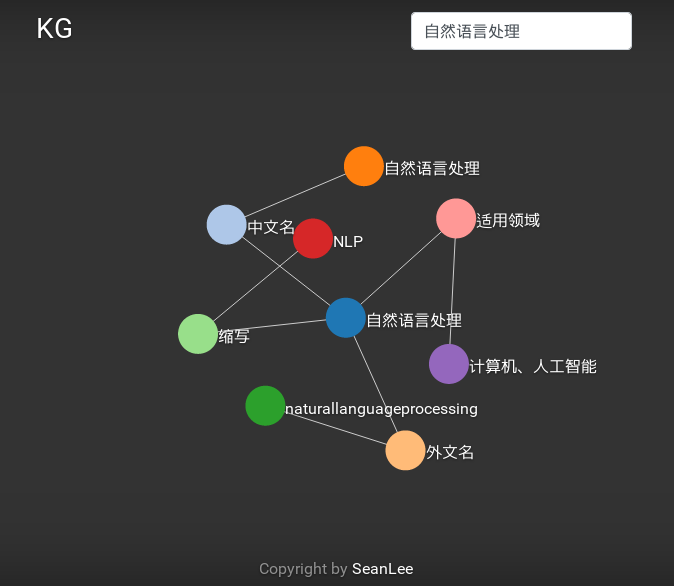 KG
自然语言处理
自然语言处理
中文名
适用领域
NLP
自然语言处理
缩写
计算机、人工智能
naturallanguageprocessing
外文名
Copyright by SeanLee